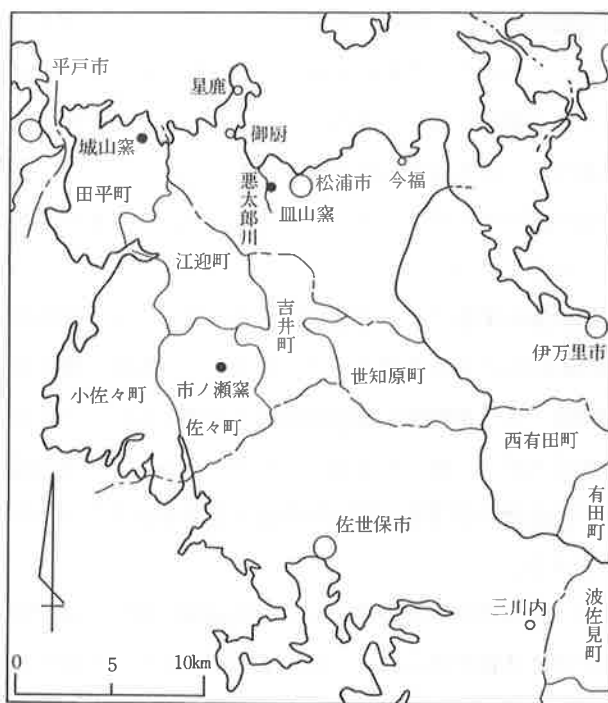 平戸市
星鹿
御厨
城山窯
田平町
悪太郎川
皿山窯
松浦市
今福
江迎町
吉井町
世知原町
伊万里市
小佐々町
市ノ瀬窯
佐々町
西有田町
有田町
佐世保市
三川内
波佐見町
0 5 10km